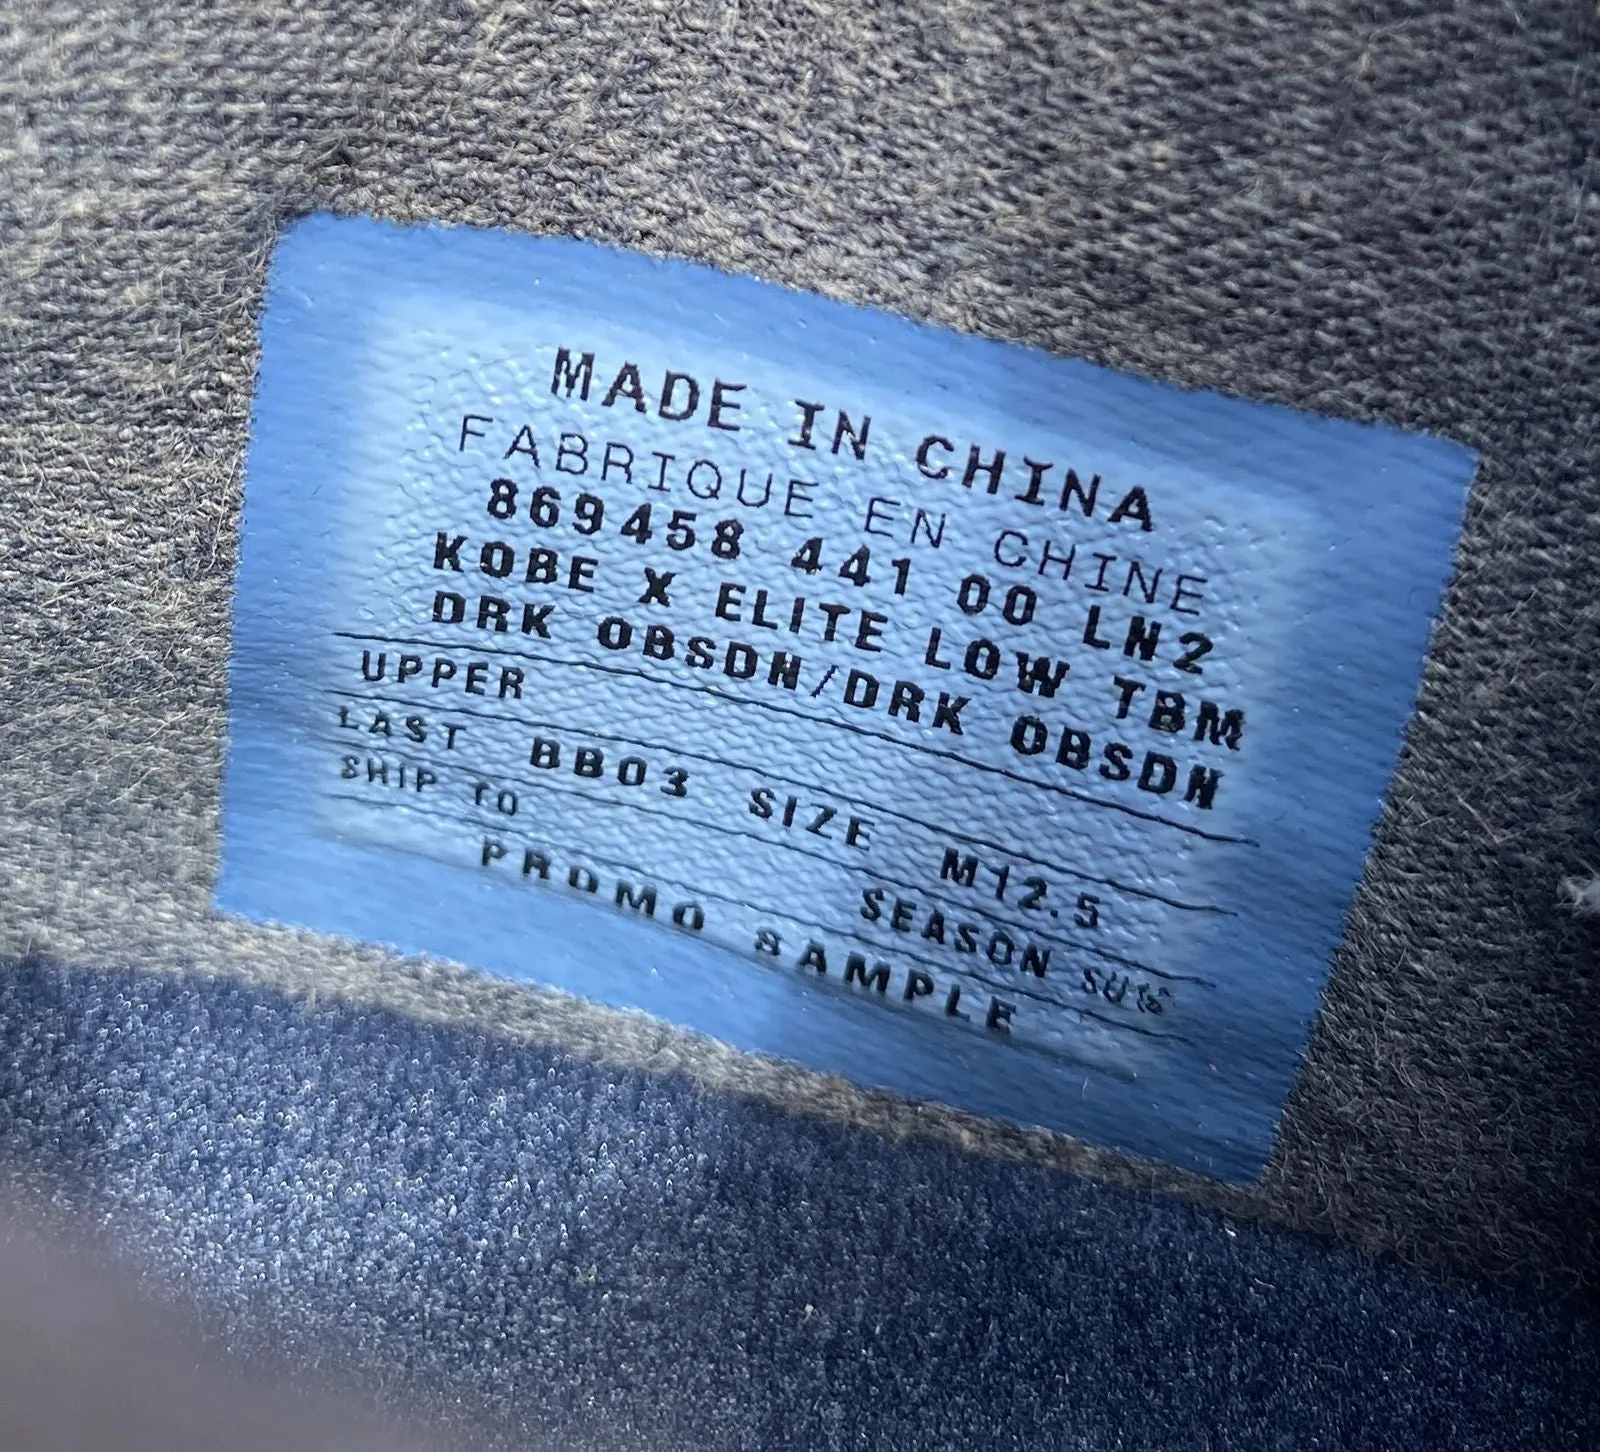 MADE IN CHINA
FABRIQUE EN CHINE
869458 441 00 LN2
KOBE X ELITE LOW TBM
DRK OBSDN/DRK OBSDN
UPPER
LAST BB03 SIZE M12.5
SHIP TO SEASON SU16
PROMO SAMPLE